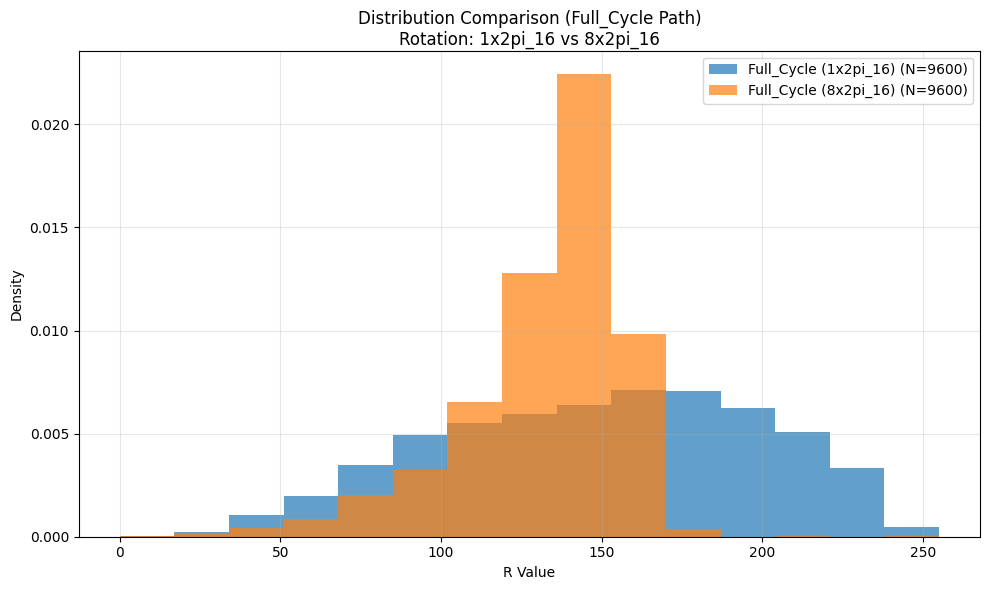 Distribution Comparison (Full_Cycle Path)
Rotation: 1x2pi_16 vs 8x2pi_16
Full_Cycle (1x2pi_16) (N=9600)
Full_Cycle (8x2pi_16) (N=9600)
Density
0.020
0.015
0.010
0.005
0.000
0 50 100 150 200 250
R Value